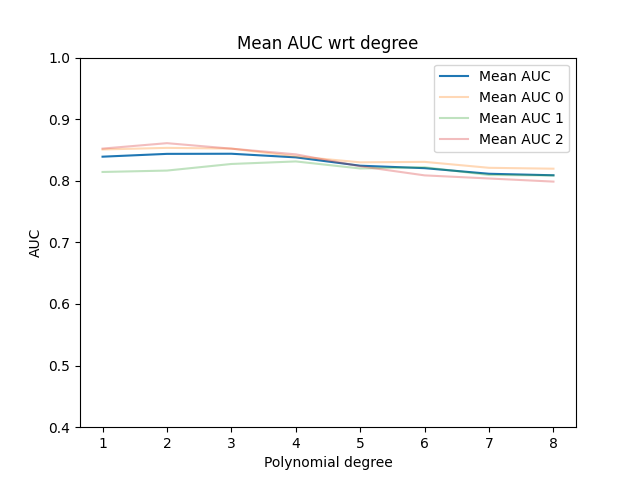 Mean AUC wrt degree
1.0
0.9
0.8
0.7
0.6
0.5
0.4
AUC
Mean AUC
Mean AUC 0
Mean AUC 1
Mean AUC 2
1 2 3 4 5 6 7 8
Polynomial degree